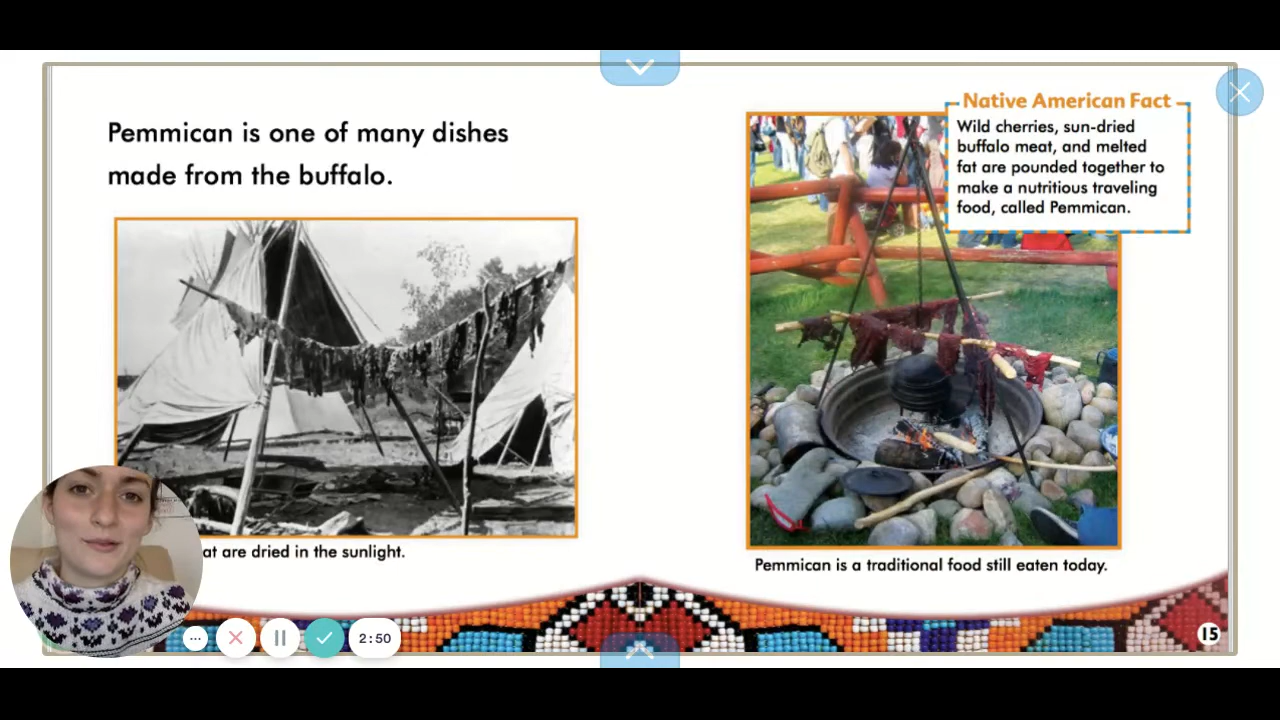 Pemmican is one of many dishes
made from the buffalo.
at are dried in the sunlight.
Native American Fact
Wild cherries, sun-dried
buffalo meat, and melted
fat are pounded together to
make a nutritious traveling
food, called Pemmican.
Pemmican is a traditional food still eaten today.
2:50
15